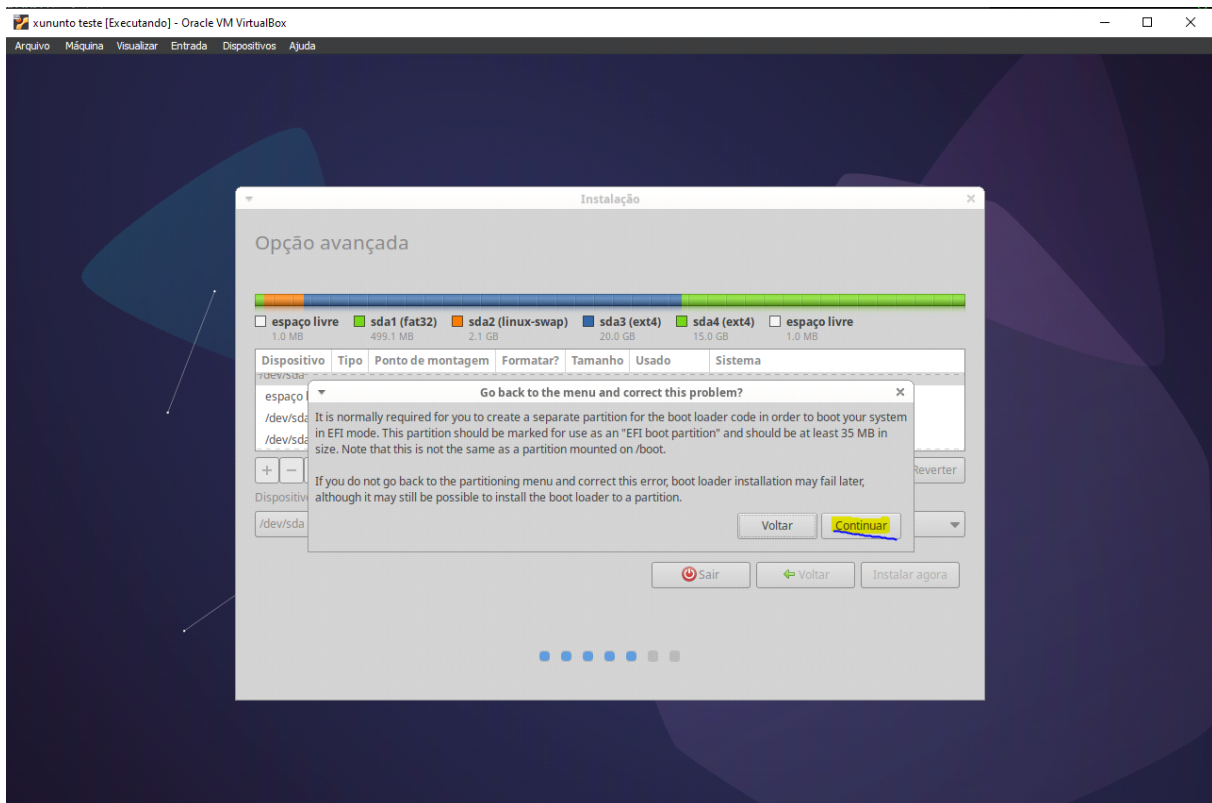 xununto teste [Executando] - Oracle VM VirtualBox
Arquivo Máquina Visualizar Entrada Dispositivos Ajuda
Instalação
Opção avançada
espaço livre sda1 (fat32) sda2 (linux-swap) sda3 (ext4) sda4 (ext4) espaço livre
1.0 MB 499.1 MB 2.1 GB 20.0 GB 15.0 GB 1.0 MB
Dispositivo Tipo Ponto de montagem Formatar? Tamanho Usado Sistema
/dev/sda
espaço l
/dev/sda
/dev/sda
Go back to the menu and correct this problem?
It is normally required for you to create a separate partition for the boot loader code in order to boot your system
in EFI mode. This partition should be marked for use as an "EFI boot partition" and should be at least 35 MB in
size. Note that this is not the same as a partition mounted on /boot.
If you do not go back to the partitioning menu and correct this error, boot loader installation may fail later,
although it may still be possible to install the boot loader to a partition.
Voltar Continuar
+ - Reverter
Dispositiv
/dev/sda
Sair Voltar Instalar agora